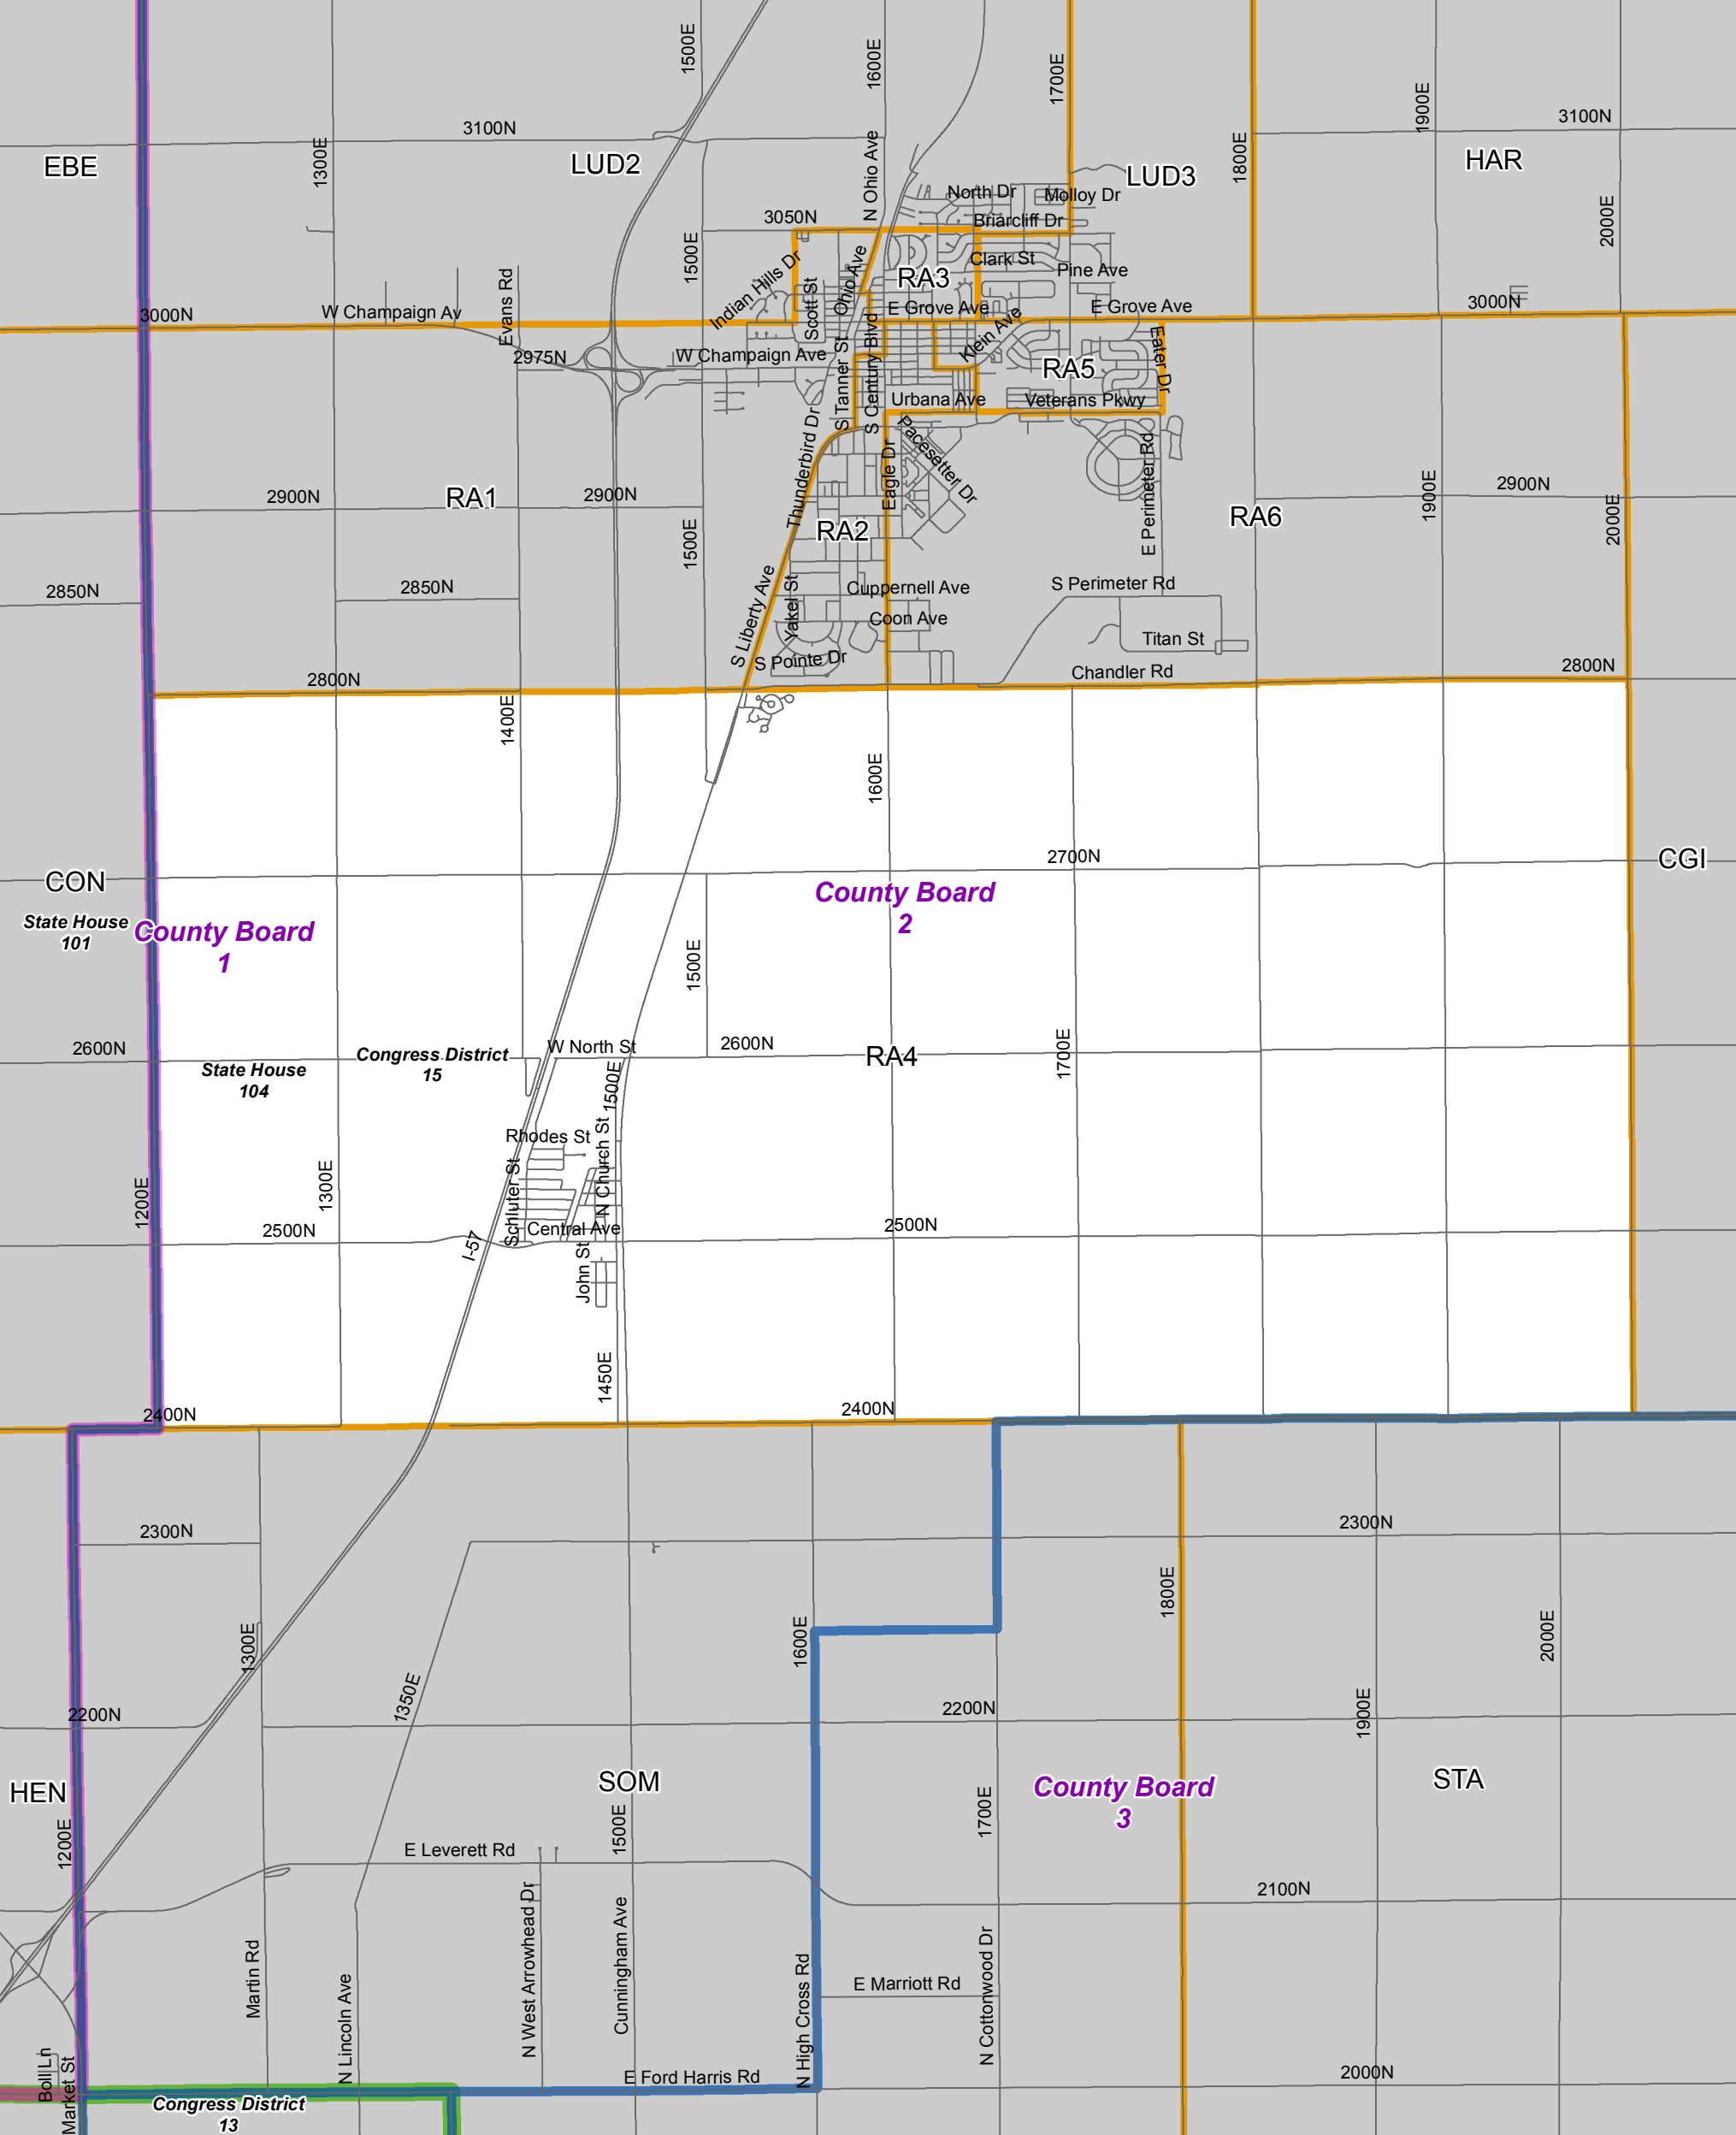 1500E
1600E
1700E
1900E
3100N
3100N
EBE
1300E
LUD2
N Ohio Ave
North Dr
Molloy Dr
LUD3
1800E
HAR
2000E
3050N
Briarcliff Dr
1500E
Indian Hills Dr
Scott St
Ohio Ave
RA3
Clark St
Pine Ave
3000N
W Champaign Av
Evans Rd
E Grove Ave
E Grove Ave
3000N
2975N
W Champaign Ave
S Tanner St
S Century Blvd
Klein Ave
RA5
Eater Dr
Urbana Ave
Veterans Pkwy
Thunderbird Dr
Eagle Dr
Pacesetter Dr
E Perimeter Rd
2900N
RA1
2900N
1500E
RA2
RA6
1900E
2900N
2000E
2850N
2850N
S Liberty Ave
Yakel St
Cuppernell Ave
Coon Ave
S Perimeter Rd
Titan St
S Pointe Dr
2800N
Chandler Rd
2800N
1400E
1600E
2700N
CGI
CON
State House
101
County Board
1
County Board
2
1500E
2600N
Congress District
15
W North St
2600N
RA4
1700E
State House
104
1500E
Rhodes St
N Church St
Schluter St
1200E
1300E
2500N
I-57
Central Ave
2500N
John St
1450E
2400N
2400N
2300N
2300N
1300E
1350E
1600E
1800E
2000E
2200N
2200N
1900E
HEN
SOM
County Board
3
STA
1200E
1500E
1700E
E Leverett Rd
2100N
Martin Rd
N Lincoln Ave
N West Arrowhead Dr
Cunningham Ave
N High Cross Rd
E Marriott Rd
N Cottonwood Dr
Boll Ln
Market St
E Ford Harris Rd
2000N
Congress District
13